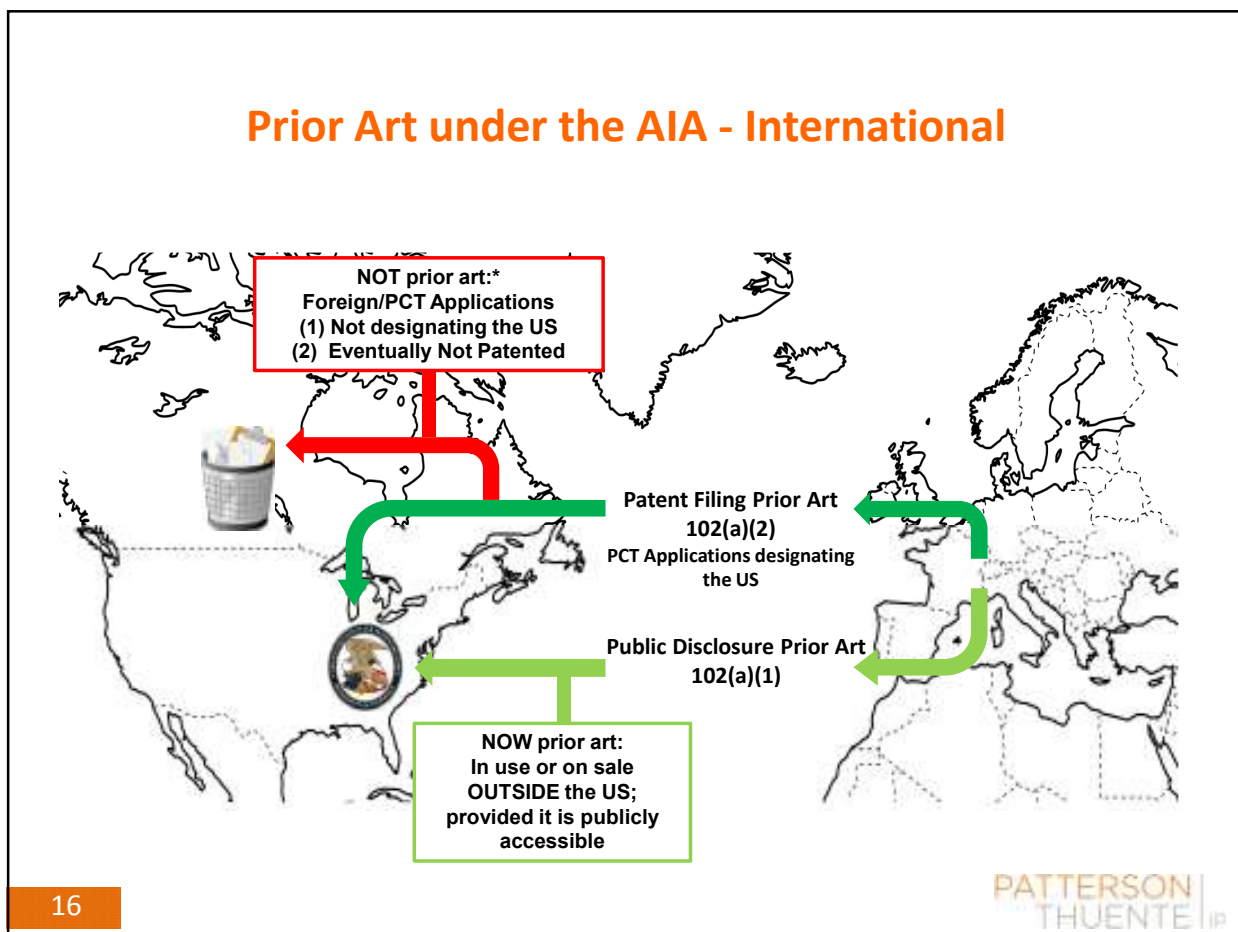 Prior Art under the AIA - International
NOT prior art:*
Foreign/PCT Applications
(1) Not designating the US
(2) Eventually Not Patented
Patent Filing Prior Art
102(a)(2)
PCT Applications designating
the US
Public Disclosure Prior Art
102(a)(1)
NOW prior art:
In use or on sale
OUTSIDE the US;
provided it is publicly
accessible
16
PATTERSON
THUENTE IP